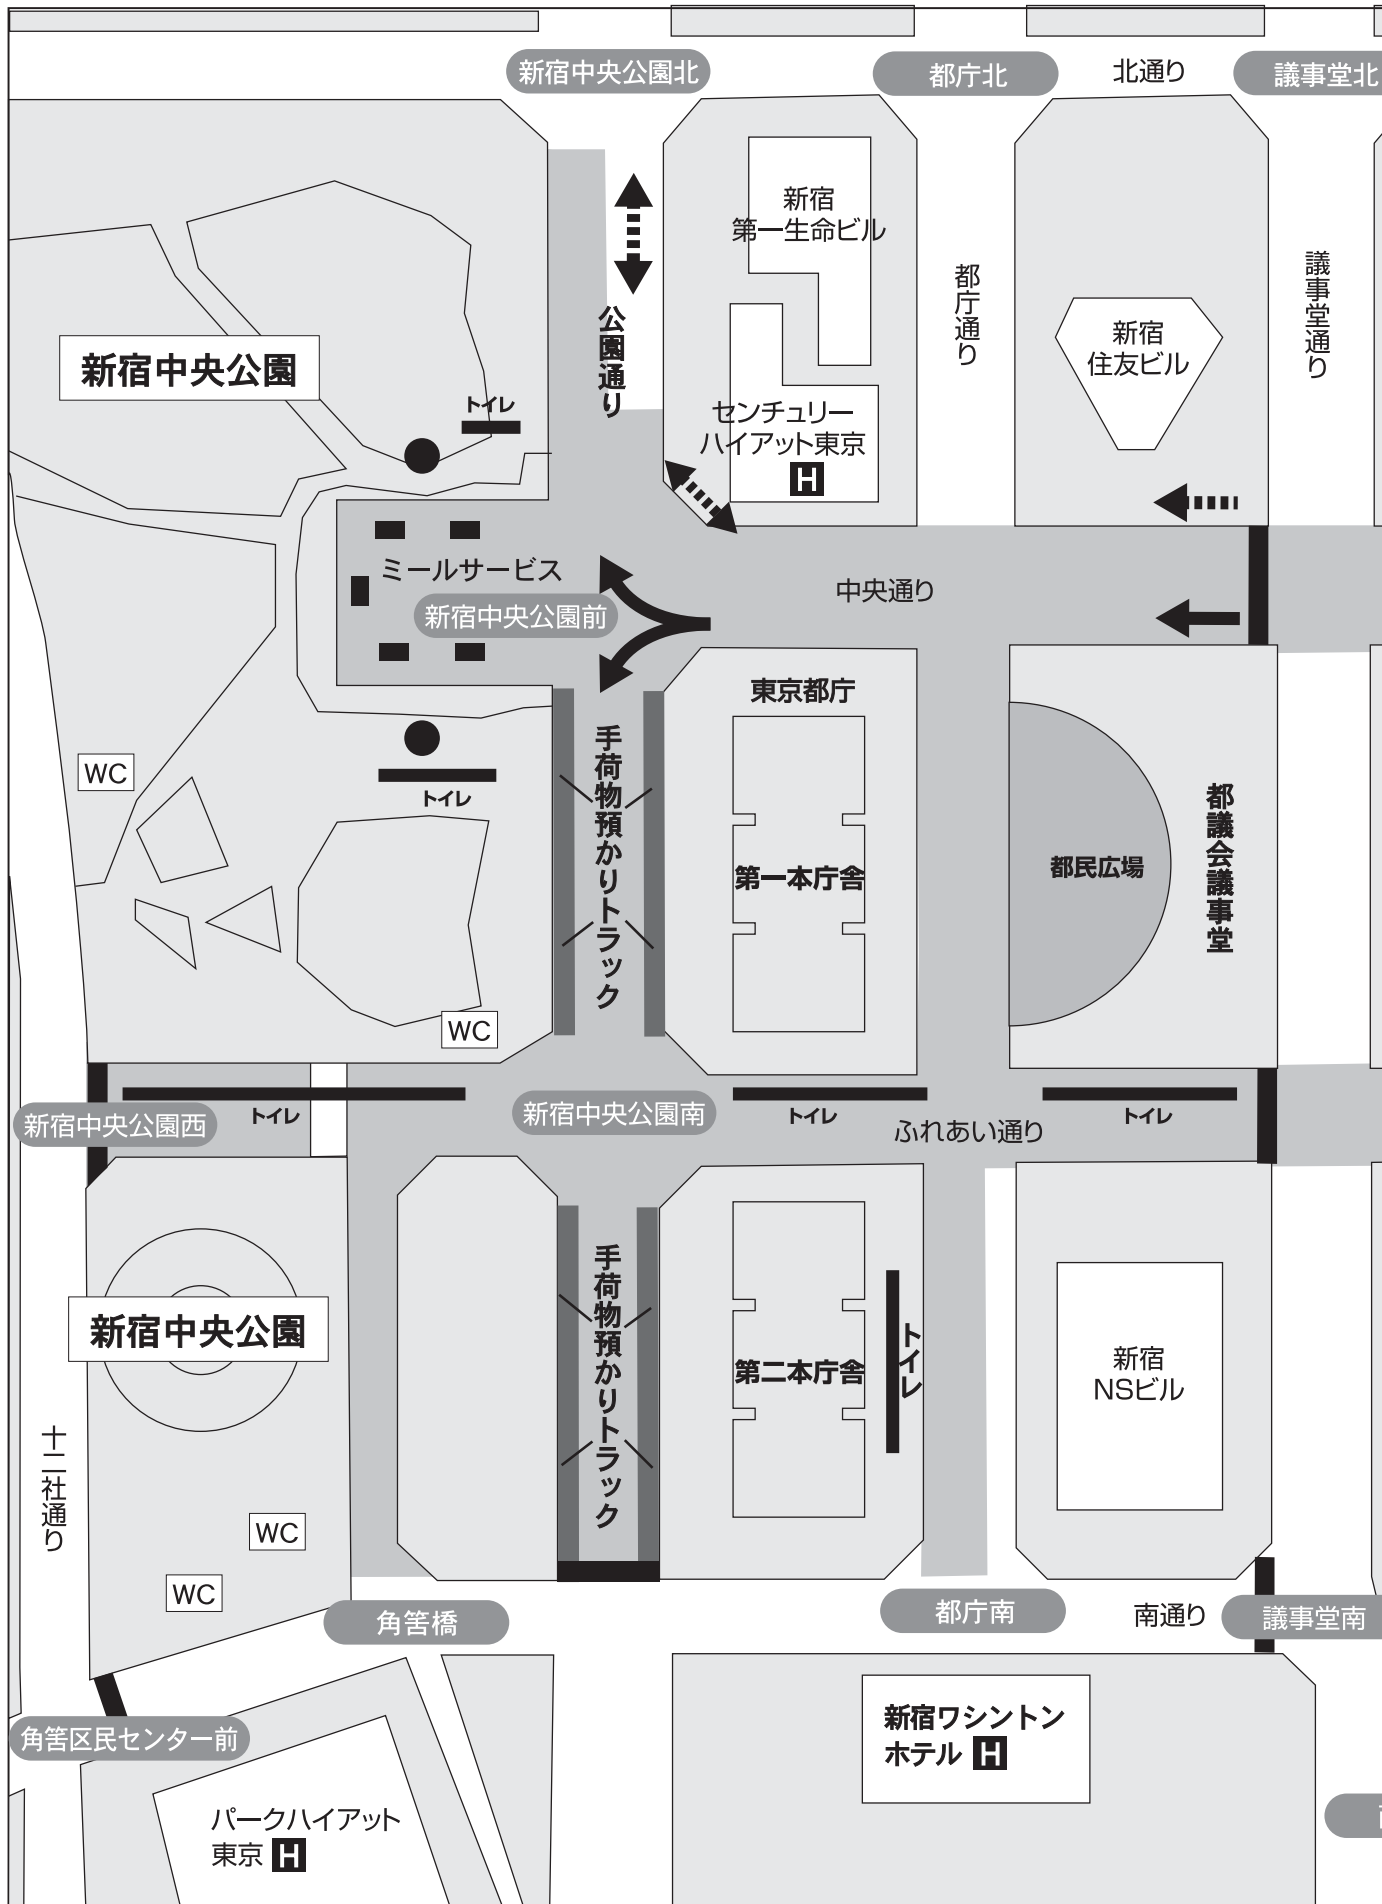 新宿中央公園北
都庁北
北通り
議事堂北
新宿
第一生命ビル
公園通り
都庁通り
議事堂通り
新宿
住友ビル
新宿中央公園
トイレ
センチュリー
ハイアット東京
H
ミールサービス
新宿中央公園前
中央通り
東京都庁
手荷物預かりトラック
WC
トイレ
第一本庁舎
都民広場
都議会議事堂
WC
新宿中央公園西
トイレ
新宿中央公園南
トイレ
トイレ
ふれあい通り
手荷物預かりトラック
新宿中央公園
第二本庁舎
トイレ
新宿
NSビル
十二社通り
WC
WC
角筈橋
都庁南
南通り
議事堂南
角筈区民センター前
新宿ワシントン
ホテル H
パークハイアット
東京 H